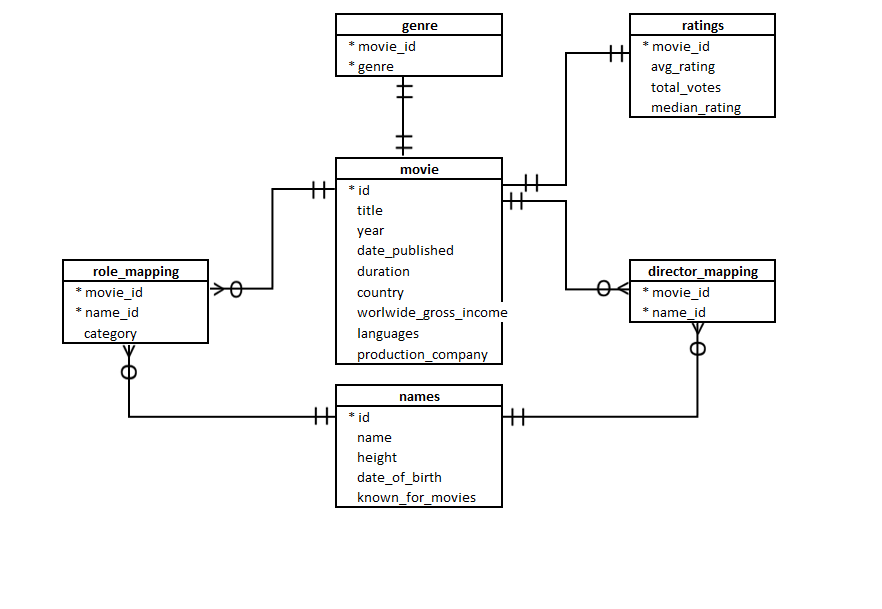 genre
* movie_id
* genre
ratings
* movie_id
avg_rating
total_votes
median_rating
movie
* id
title
year
date_published
duration
country
worlwide_gross_income
languages
production_company
role_mapping
* movie_id
* name_id
category
director_mapping
* movie_id
* name_id
names
* id
name
height
date_of_birth
known_for_movies